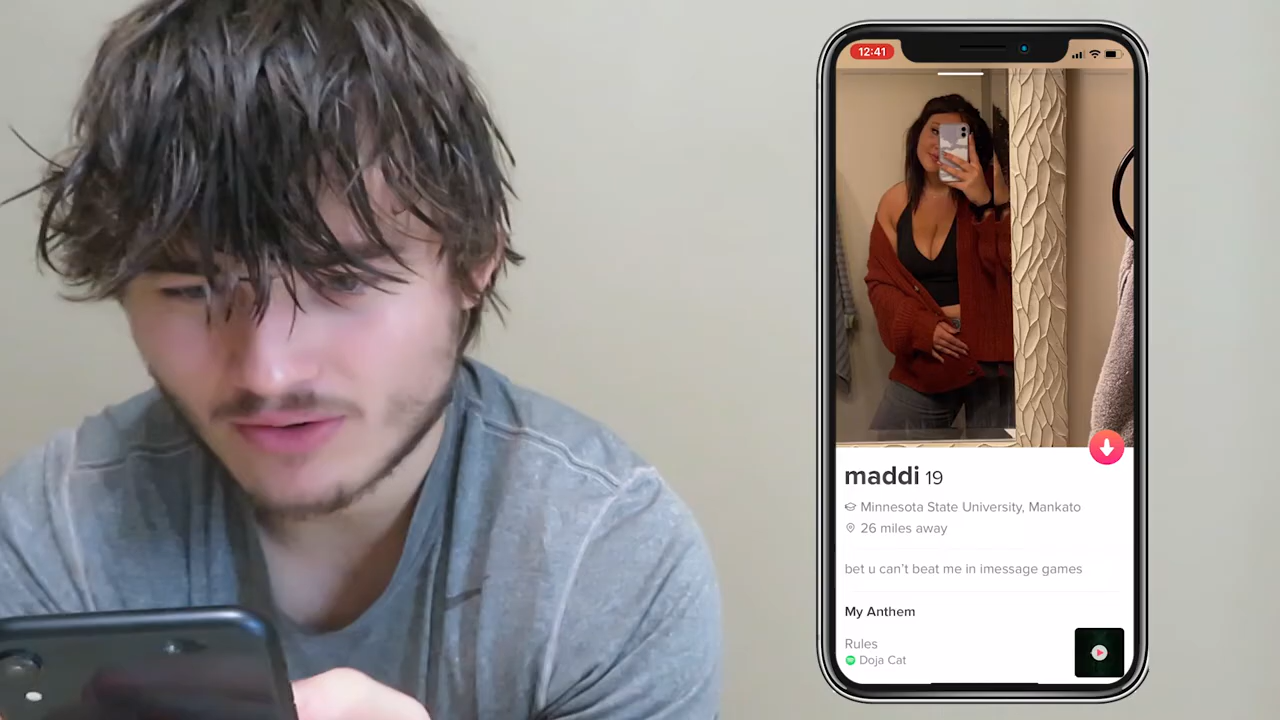 12:41
maddi 19
Minnesota State University, Mankato
26 miles away
bet u can't beat me in imessage games
My Anthem
Rules
Doja Cat